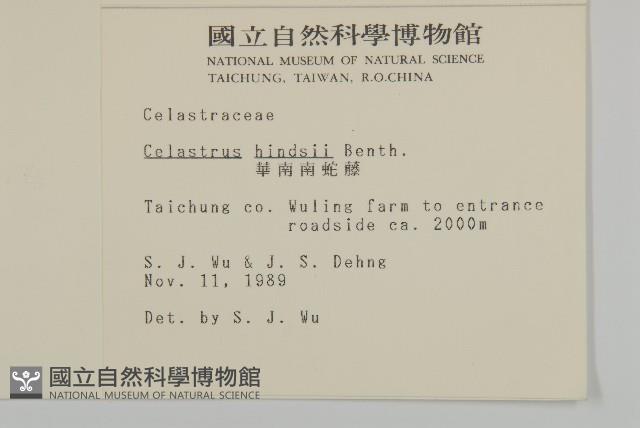 國立自然科學博物館
NATIONAL MUSEUM OF NATURAL SCIENCE
TAICHUNG, TAIWAN, R.O.CHINA
Celastraceae
Celastrus hindsii Benth.
華南南蛇藤
Taichung co. Wuling farm to entrance
roadside ca. 2000m
S. J. Wu & J. S. Dehng
Nov. 11, 1989
Det. by S. J. Wu
國立自然科學博物館
NATIONAL MUSEUM OF NATURAL SCIENCE